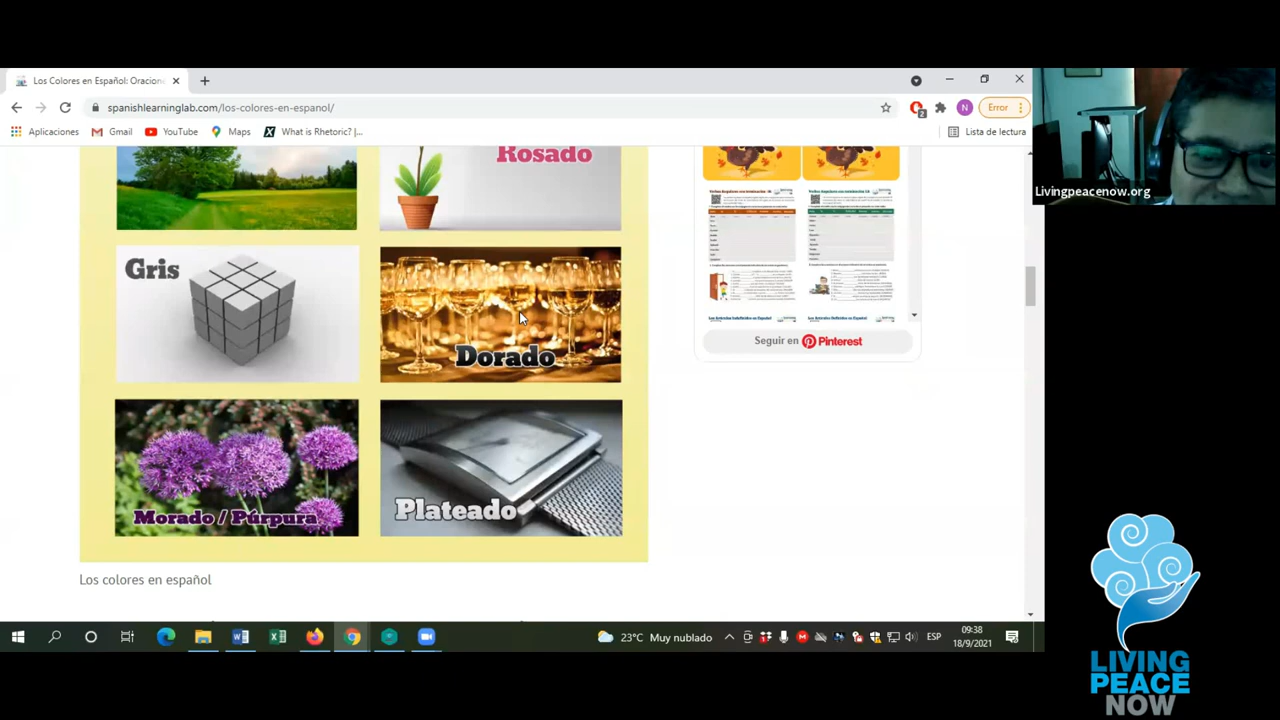 Los Colores en Español: Oracion
spanishlearninglab.com/los-colores-en-espanol/
N
Error
Aplicaciones
Gmail
YouTube
Maps
What is Rhetoric? |...
Lista de lectura
Livingpeacenow.org
Rosado
Gris
Dorado
Seguir en Pinterest
Morado / Púrpura
Plateado
Los colores en español
23°C Muy nublado
ESP
09:38
18/9/2021
LIVING
PEACE
NOW